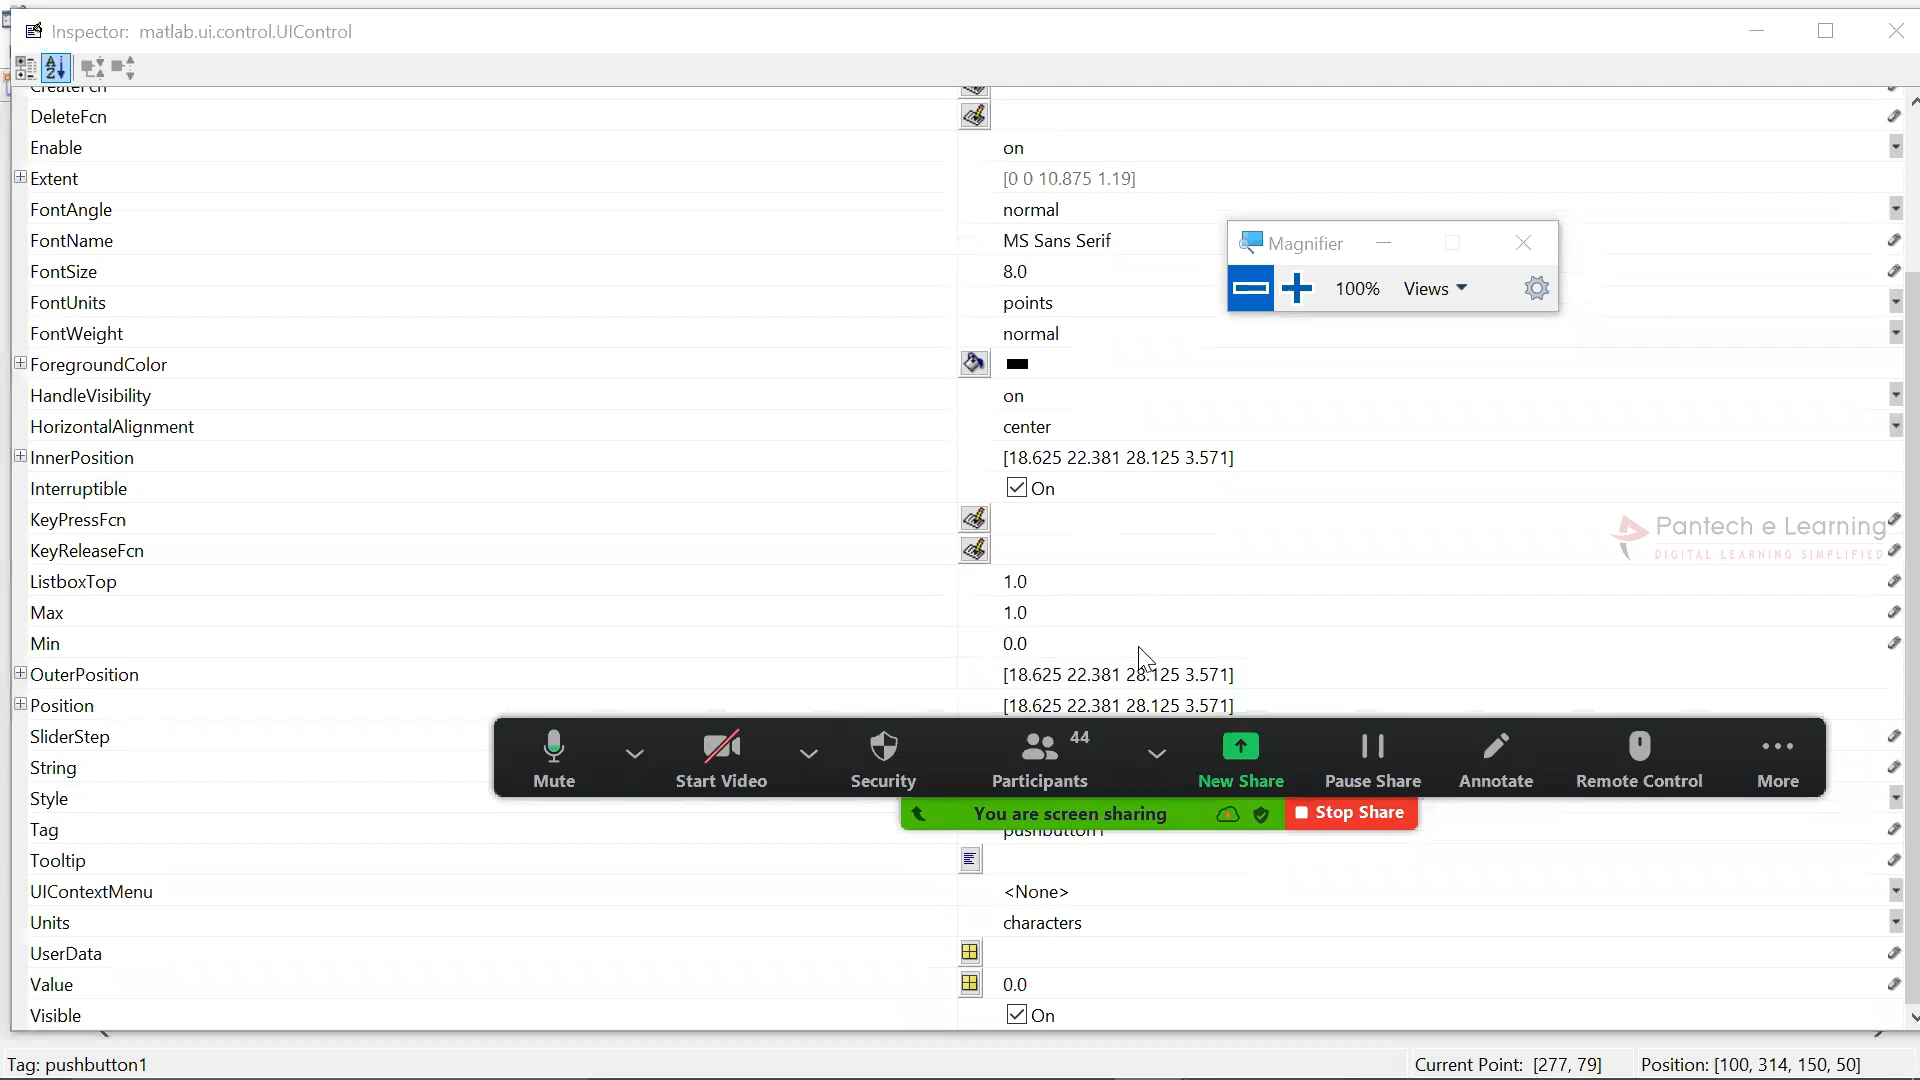 Inspector: matlab.ui.control.UIControl
CreateFcn
DeleteFcn
Enable on
Extent [0 0 10.875 1.19]
FontAngle normal
FontName MS Sans Serif
FontSize 8.0
FontUnits points
FontWeight normal
ForegroundColor
HandleVisibility on
HorizontalAlignment center
InnerPosition [18.625 22.381 28.125 3.571]
Interruptible On
KeyPressFcn
KeyReleaseFcn
ListboxTop 1.0
Max 1.0
Min 0.0
OuterPosition [18.625 22.381 28.125 3.571]
Position [18.625 22.381 28.125 3.571]
SliderStep
String
Style
Tag pushbutton1
Tooltip
UIContextMenu <None>
Units characters
UserData
Value 0.0
Visible On
Magnifier
100% Views
Pantech e Learning
DIGITAL LEARNING SIMPLIFIED
44
Mute Start Video Security Participants New Share Pause Share Annotate Remote Control More
You are screen sharing Stop Share
Tag: pushbutton1 Current Point: [277, 79] Position: [100, 314, 150, 50]